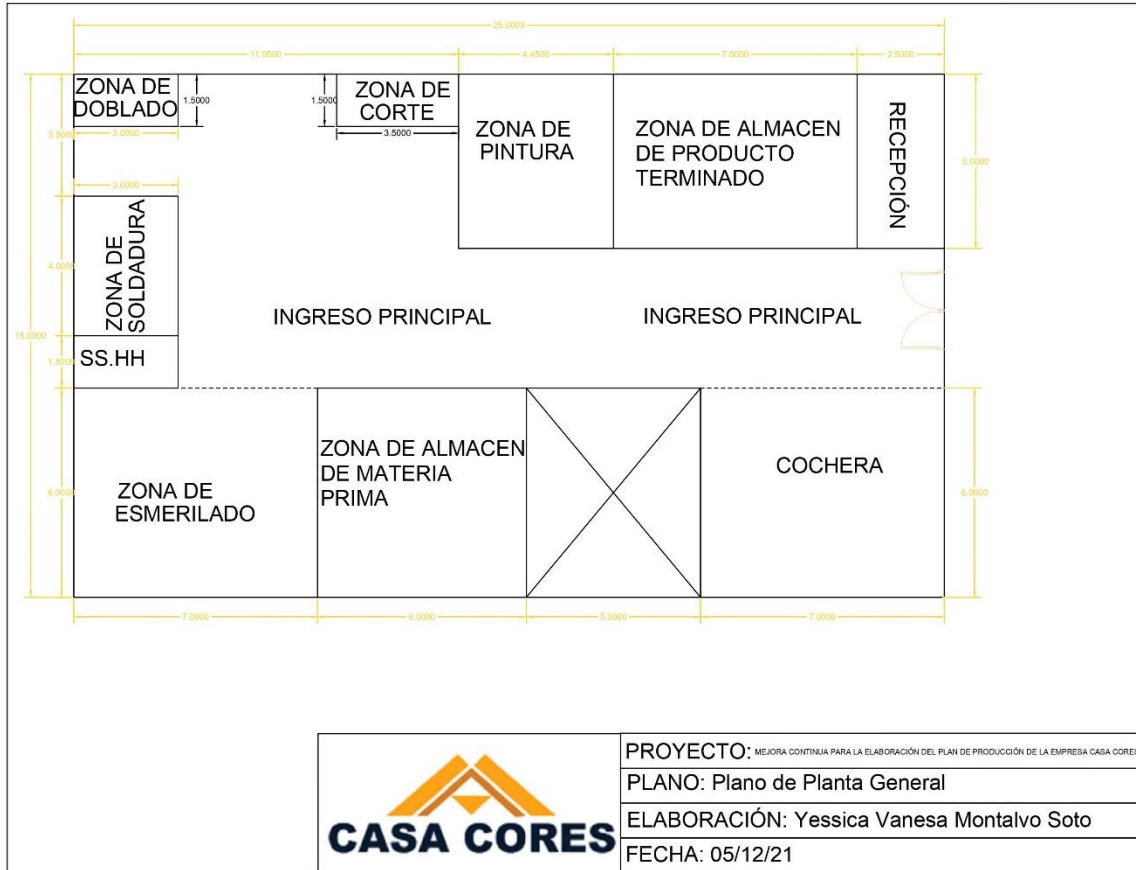 25.0000
11.0500
4.4500
7.0000
2.5000
ZONA DE
DOBLADO
1.5000
3.0000
1.5000
ZONA DE
CORTE
3.5000
ZONA DE
PINTURA
ZONA DE ALMACEN
DE PRODUCTO
TERMINADO
RECEPCIÓN
5.0000
3.5000
3.0000
ZONA DE
SOLDADURA
4.0000
15.0000
1.5000
SS.HH
INGRESO PRINCIPAL
INGRESO PRINCIPAL
ZONA DE
ESMERILADO
6.0000
ZONA DE ALMACEN
DE MATERIA
PRIMA
COCHERA
6.0000
7.0000
6.0000
5.0000
7.0000
CASA CORES
PROYECTO: MEJORA CONTINUA PARA LA ELABORACIÓN DEL PLAN DE PRODUCCIÓN DE LA EMPRESA CASA CORES
PLANO: Plano de Planta General
ELABORACIÓN: Yessica Vanesa Montalvo Soto
FECHA: 05/12/21